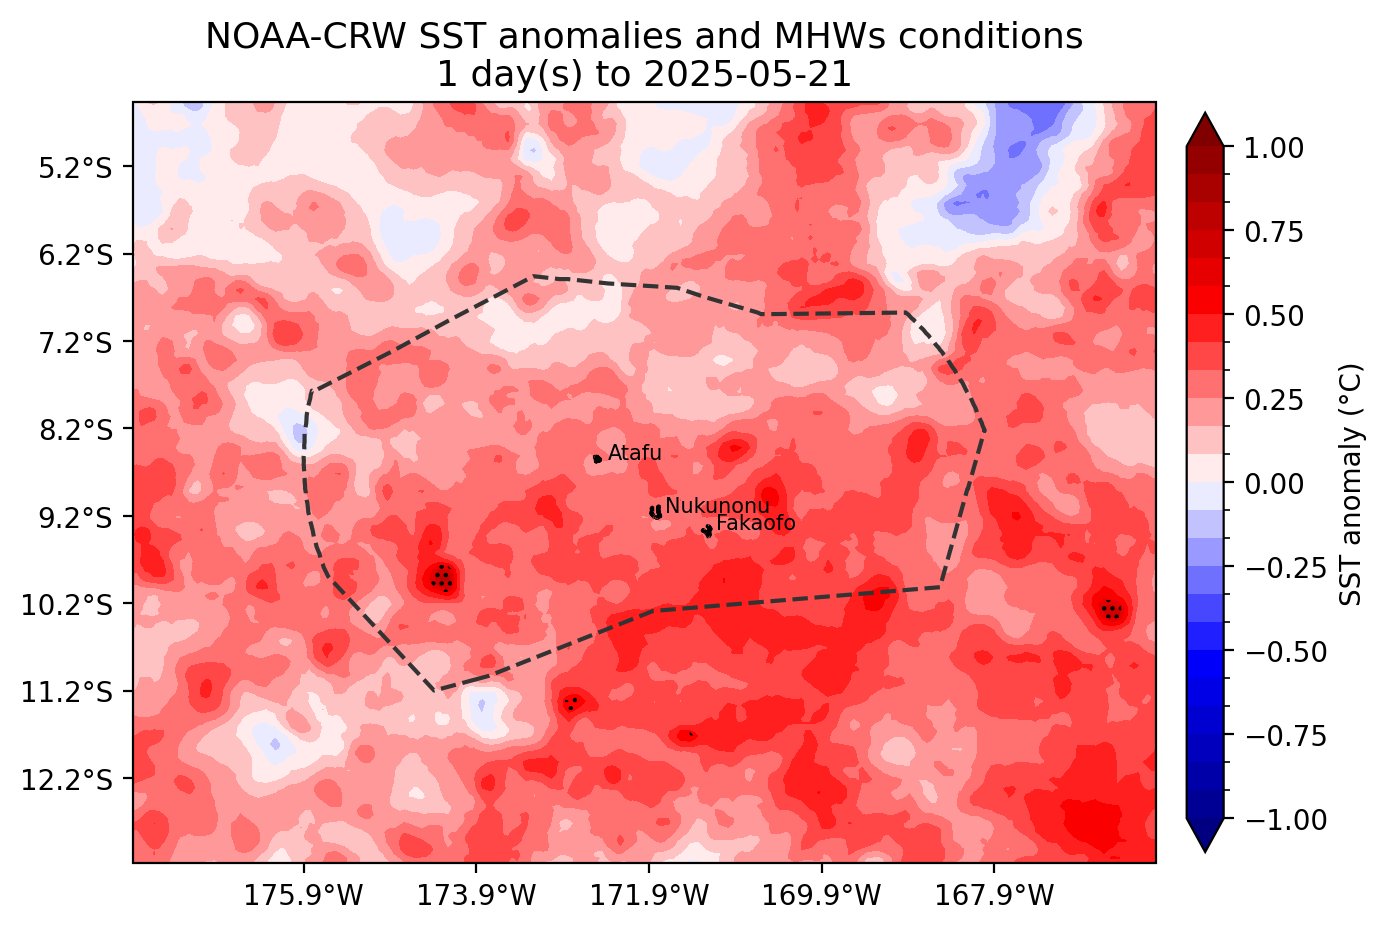 NOAA-CRW SST anomalies and MHWs conditions
1 day(s) to 2025-05-21
5.2°S
6.2°S
7.2°S
8.2°S
9.2°S
10.2°S
11.2°S
12.2°S
175.9°W
173.9°W
171.9°W
169.9°W
167.9°W
Atafu
Nukunonu
Fakaofo
1.00
0.75
0.50
0.25
0.00
−0.25
−0.50
−0.75
−1.00
SST anomaly (°C)